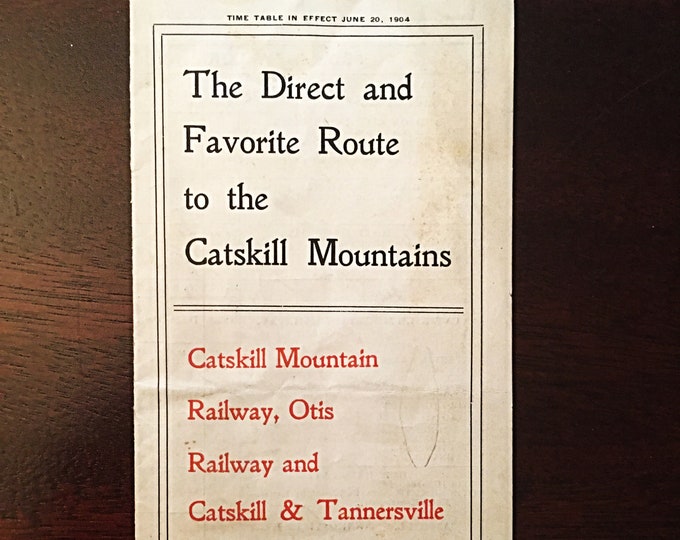 TIME TABLE IN EFFECT JUNE 20, 1904
The Direct and
Favorite Route
to the
Catskill Mountains
Catskill Mountain
Railway, Otis
Railway and
Catskill & Tannersville